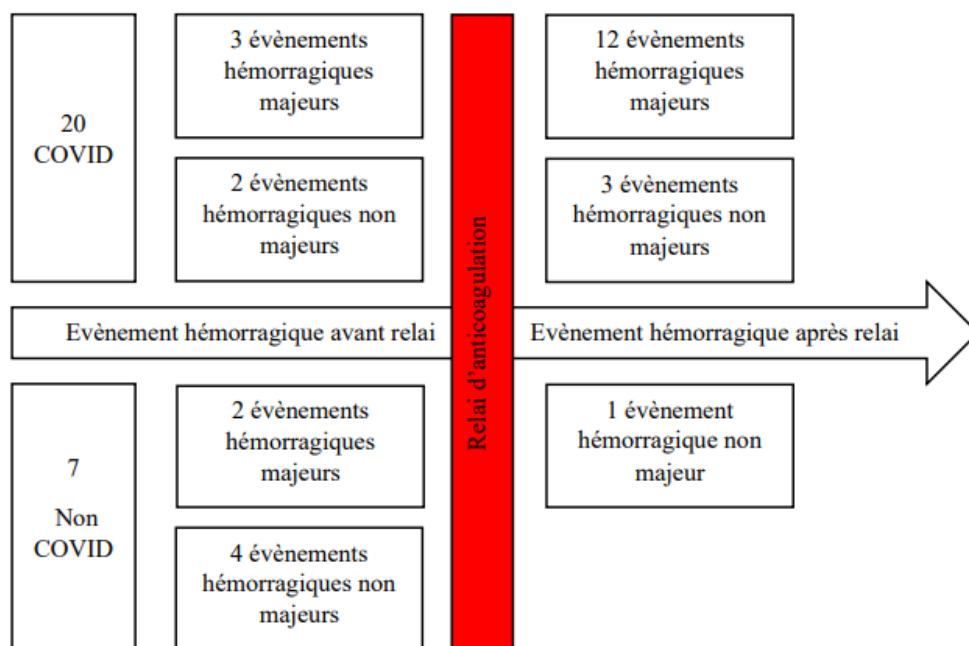 20
COVID
3 évènements
hémorragiques
majeurs
2 évènements
hémorragiques non
majeurs
Relai d'anticoagulation
12 évènements
hémorragiques
majeurs
3 évènements
hémorragiques non
majeurs
Evènement hémorragique avant relai
Evènement hémorragique après relai
7
Non
COVID
2 évènements
hémorragiques
majeurs
4 évènements
hémorragiques non
majeurs
1 évènement
hémorragique non
majeur